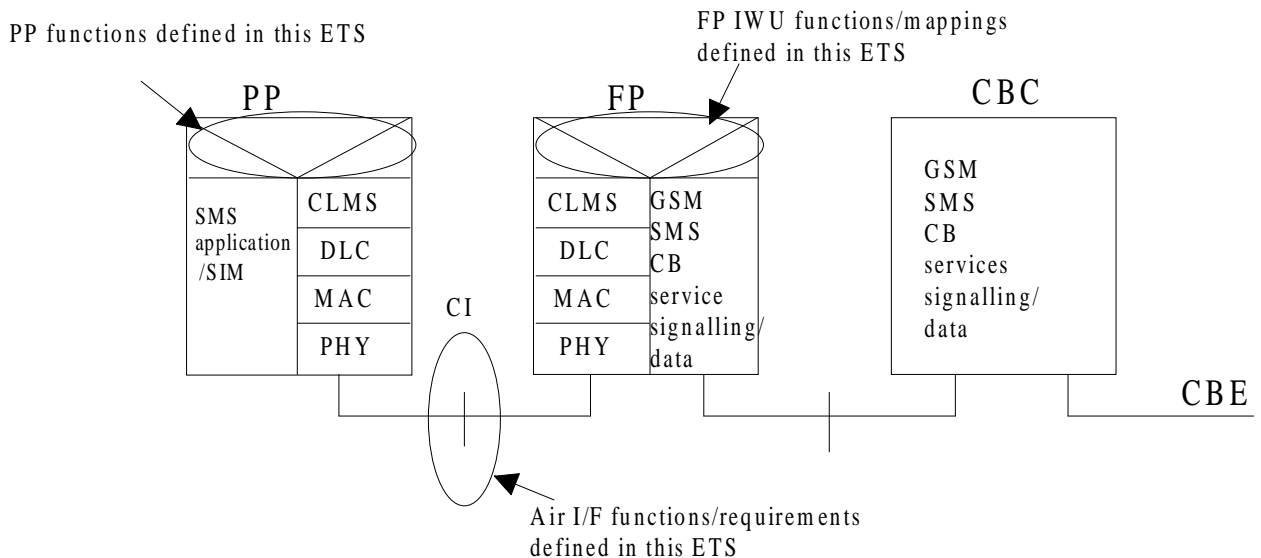 PP functions defined in this ETS
FP IWU functions/mappings
defined in this ETS
PP
FP
CBC
SMS
application
/SIM
CLMS
DLC
MAC
PHY
CI
CLMS
DLC
MAC
PHY
GSM
SMS
CB
service
signalling/
data
GSM
SMS
CB
services
signalling/
data
CBE
Air I/F functions/requirements
defined in this ETS